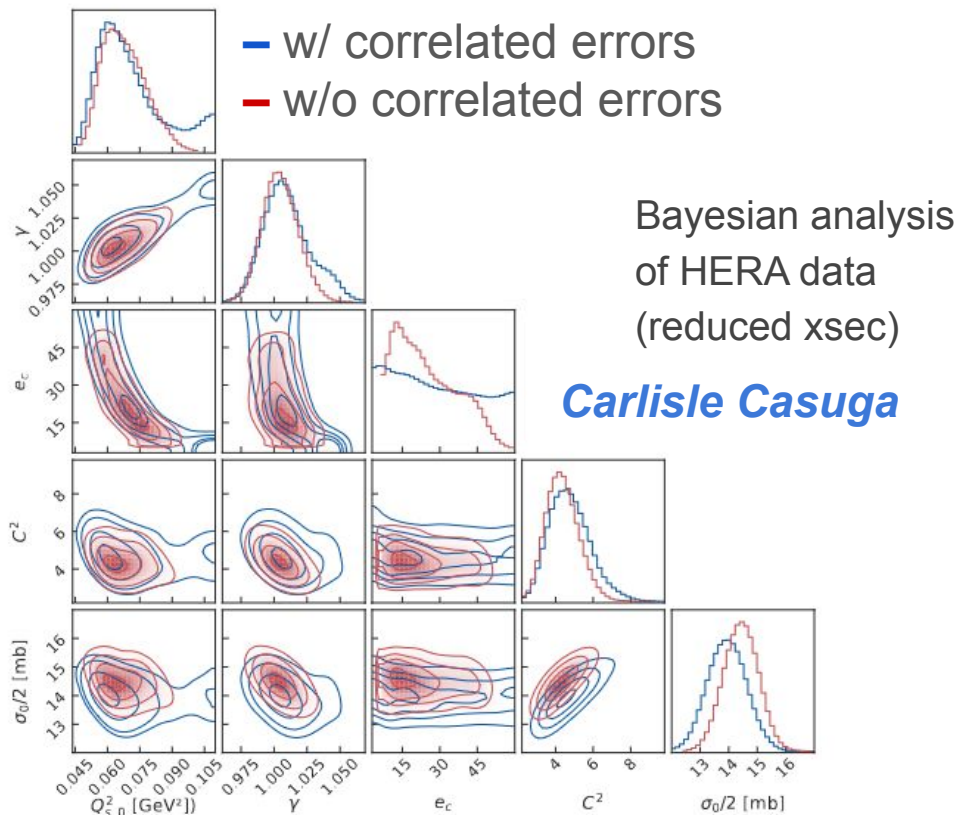 – w/ correlated errors
– w/o correlated errors
Bayesian analysis
of HERA data
(reduced xsec)
Carlisle Casuga
γ
1.050
1.025
1.000
0.975
e_c
45
30
15
C²
8
6
4
σ₀/2 [mb]
16
15
14
13
0.045 0.060 0.075 0.090 0.105
0.975 1.000 1.025 1.050
15 30 45
4 6 8
13 14 15 16
Q²_{s,0} [GeV²])
γ
e_c
C²
σ₀/2 [mb]